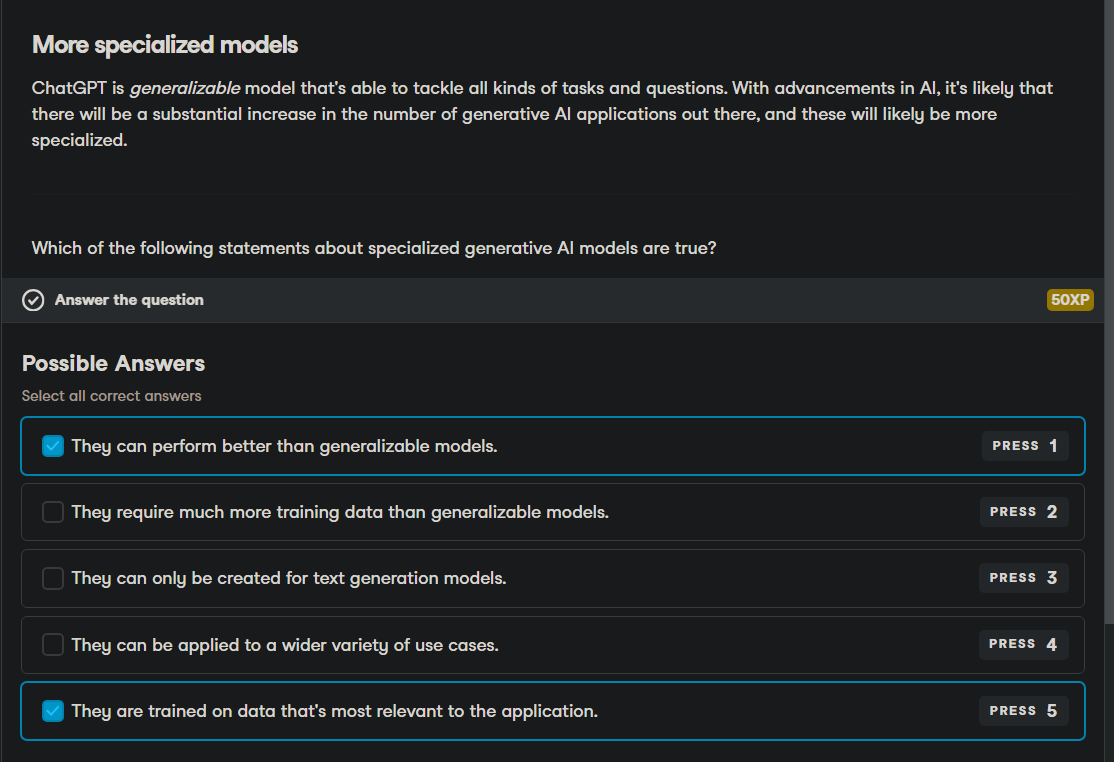 More specialized models
ChatGPT is generalizable model that's able to tackle all kinds of tasks and questions. With advancements in AI, it's likely that
there will be a substantial increase in the number of generative AI applications out there, and these will likely be more
specialized.
Which of the following statements about specialized generative AI models are true?
Answer the question 50XP
Possible Answers
Select all correct answers
They can perform better than generalizable models. PRESS 1
They require much more training data than generalizable models. PRESS 2
They can only be created for text generation models. PRESS 3
They can be applied to a wider variety of use cases. PRESS 4
They are trained on data that's most relevant to the application. PRESS 5